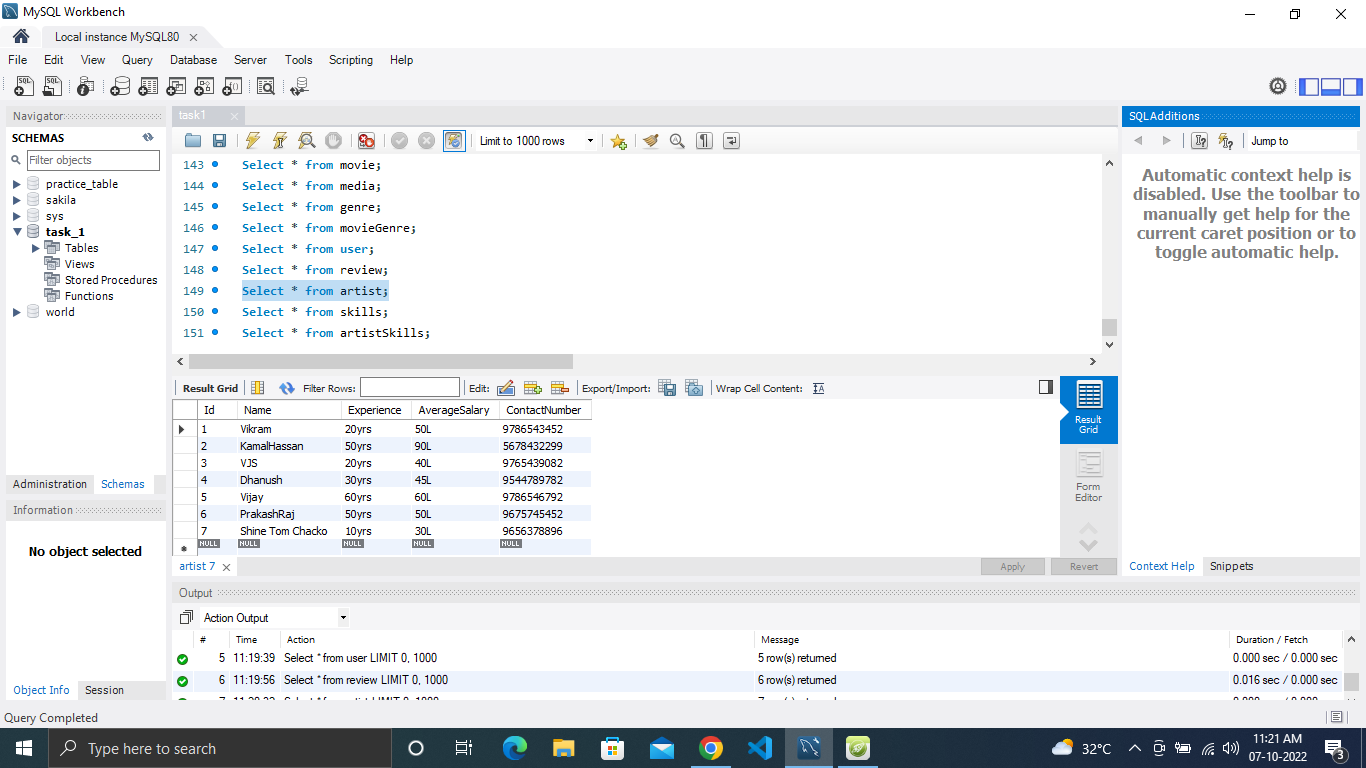 MySQL Workbench
Local instance MySQL80
File Edit View Query Database Server Tools Scripting Help
Navigator
SCHEMAS
Filter objects
practice_table
sakila
sys
task_1
Tables
Views
Stored Procedures
Functions
world
Administration Schemas
Information
No object selected
Object Info Session
task1
Limit to 1000 rows
143 Select * from movie;
144 Select * from media;
145 Select * from genre;
146 Select * from movieGenre;
147 Select * from user;
148 Select * from review;
149 Select * from artist;
150 Select * from skills;
151 Select * from artistSkills;
Result Grid Filter Rows: Edit: Export/Import: Wrap Cell Content:
Id Name Experience AverageSalary ContactNumber
1 Vikram 20yrs 50L 9786543452
2 KamalHassan 50yrs 90L 5678432299
3 VJS 20yrs 40L 9765439082
4 Dhanush 30yrs 45L 9544789782
5 Vijay 60yrs 60L 9786546792
6 PrakashRaj 50yrs 50L 9675745452
7 Shine Tom Chacko 10yrs 30L 9656378896
NULL NULL NULL NULL NULL
Result
Grid
Form
Editor
artist 7
Apply Revert
SQLAdditions
Jump to
Automatic context help is
disabled. Use the toolbar to
manually get help for the
current caret position or to
toggle automatic help.
Context Help Snippets
Output
Action Output
# Time Action Message Duration / Fetch
5 11:19:39 Select * from user LIMIT 0, 1000 5 row(s) returned 0.000 sec / 0.000 sec
6 11:19:56 Select * from review LIMIT 0, 1000 6 row(s) returned 0.016 sec / 0.000 sec
Query Completed
Type here to search
32°C
11:21 AM
07-10-2022
3